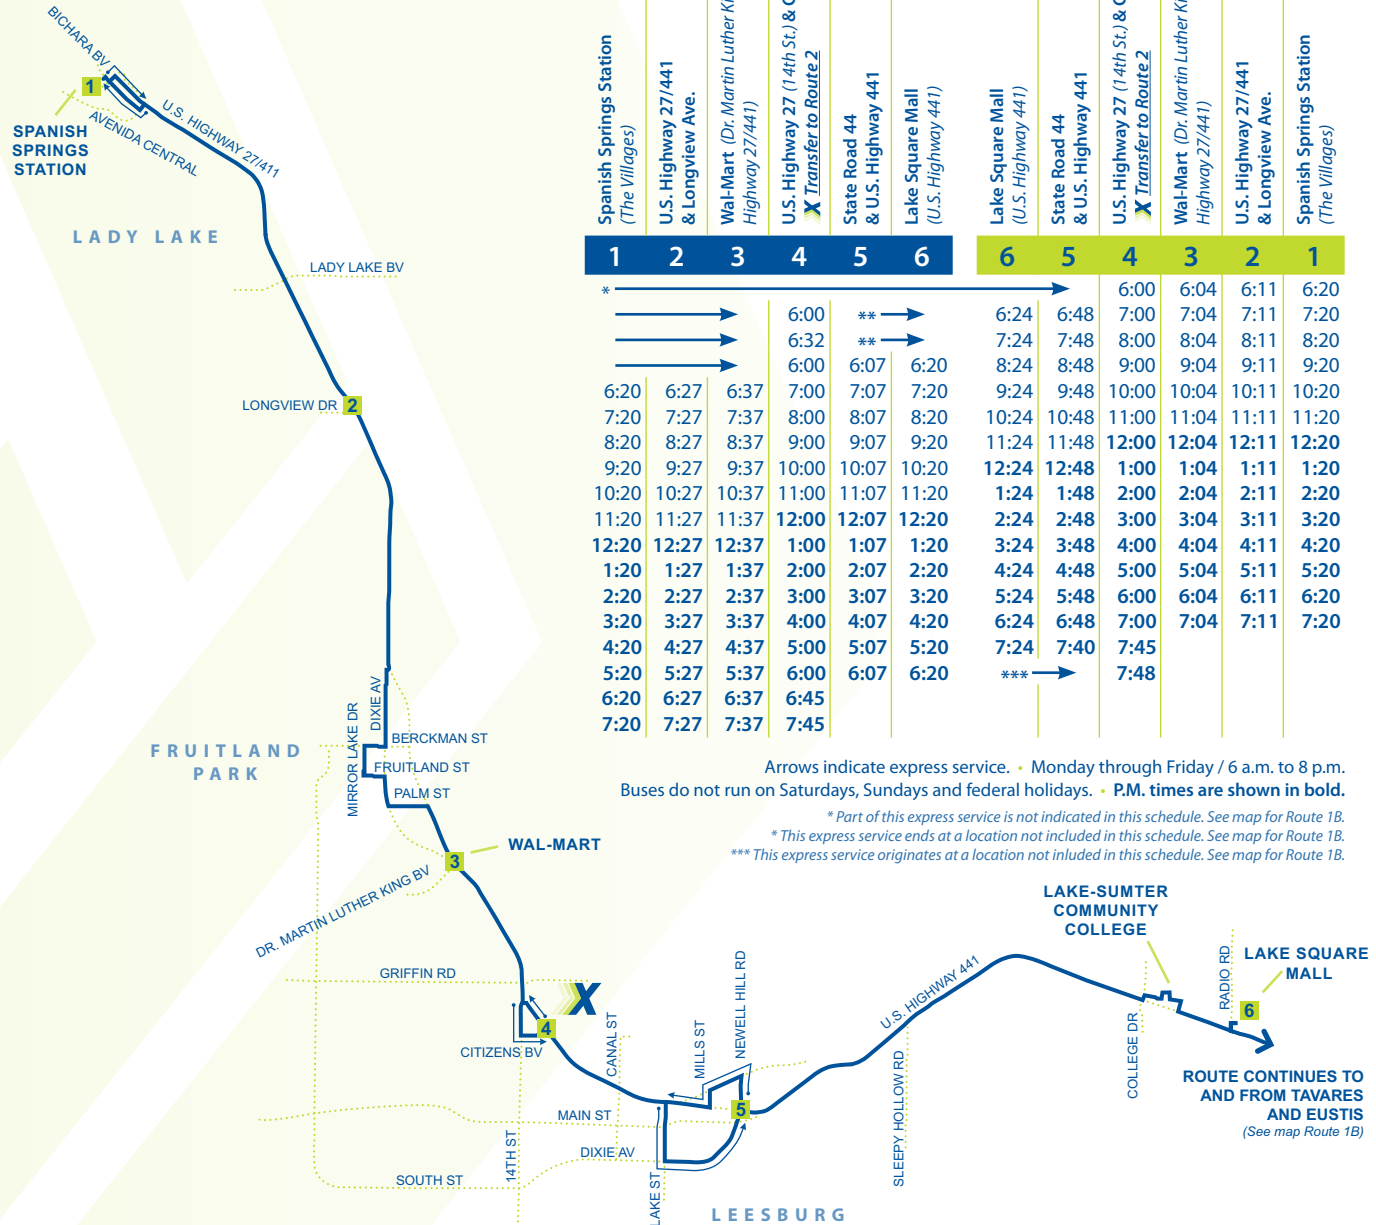 BICHARA BV
1
AVENIDA CENTRAL
U.S. HIGHWAY 27/411
SPANISH
SPRINGS
STATION
LADY LAKE
LADY LAKE BV
LONGVIEW DR 2
DIXIE AV
MIRROR LAKE DR
BERCKMAN ST
FRUITLAND ST
PALM ST
FRUITLAND
PARK
WAL-MART
3
DR. MARTIN LUTHER KING BV
GRIFFIN RD
X
4
CITIZENS BV
CANAL ST
MILLS ST
NEWELL HILL RD
5
MAIN ST
DIXIE AV
SOUTH ST
14TH ST
LAKE ST
LEESBURG
U.S. HIGHWAY 441
SLEEPY HOLLOW RD
COLLEGE DR
LAKE-SUMTER
COMMUNITY
COLLEGE
RADIO RD
LAKE SQUARE
MALL
6
ROUTE CONTINUES TO
AND FROM TAVARES
AND EUSTIS
(See map Route 1B)
Spanish Springs Station
(The Villages)
U.S. Highway 27/441
& Longview Ave.
Wal-Mart (Dr. Martin Luther
Highway 27/441)
U.S. Highway 27 (14th St.) &
X Transfer to Route 2
State Road 44
& U.S. Highway 441
Lake Square Mall
(U.S. Highway 441)
Lake Square Mall
(U.S. Highway 441)
State Road 44
& U.S. Highway 441
U.S. Highway 27 (14th St.) &
X Transfer to Route 2
Wal-Mart (Dr. Martin Luther
Highway 27/441)
U.S. Highway 27/441
& Longview Ave.
Spanish Springs Station
(The Villages)
1 2 3 4 5 6 6 5 4 3 2 1
* 6:00 6:04 6:11 6:20
6:00 ** 6:24 6:48 7:00 7:04 7:11 7:20
6:32 ** 7:24 7:48 8:00 8:04 8:11 8:20
6:00 6:07 6:20 8:24 8:48 9:00 9:04 9:11 9:20
6:20 6:27 6:37 7:00 7:07 7:20 9:24 9:48 10:00 10:04 10:11 10:20
7:20 7:27 7:37 8:00 8:07 8:20 10:24 10:48 11:00 11:04 11:11 11:20
8:20 8:27 8:37 9:00 9:07 9:20 11:24 11:48 12:00 12:04 12:11 12:20
9:20 9:27 9:37 10:00 10:07 10:20 12:24 12:48 1:00 1:04 1:11 1:20
10:20 10:27 10:37 11:00 11:07 11:20 1:24 1:48 2:00 2:04 2:11 2:20
11:20 11:27 11:37 12:00 12:07 12:20 2:24 2:48 3:00 3:04 3:11 3:20
12:20 12:27 12:37 1:00 1:07 1:20 3:24 3:48 4:00 4:04 4:11 4:20
1:20 1:27 1:37 2:00 2:07 2:20 4:24 4:48 5:00 5:04 5:11 5:20
2:20 2:27 2:37 3:00 3:07 3:20 5:24 5:48 6:00 6:04 6:11 6:20
3:20 3:27 3:37 4:00 4:07 4:20 6:24 6:48 7:00 7:04 7:11 7:20
4:20 4:27 4:37 5:00 5:07 5:20 7:24 7:40 7:45
5:20 5:27 5:37 6:00 6:07 6:20 *** 7:48
6:20 6:27 6:37 6:45
7:20 7:27 7:37 7:45
Arrows indicate express service. • Monday through Friday / 6 a.m. to 8 p.m.
Buses do not run on Saturdays, Sundays and federal holidays. • P.M. times are shown in bold.
* Part of this express service is not indicated in this schedule. See map for Route 1B.
* This express service ends at a location not included in this schedule. See map for Route 1B.
*** This express service originates at a location not inluded in this schedule. See map for Route 1B.